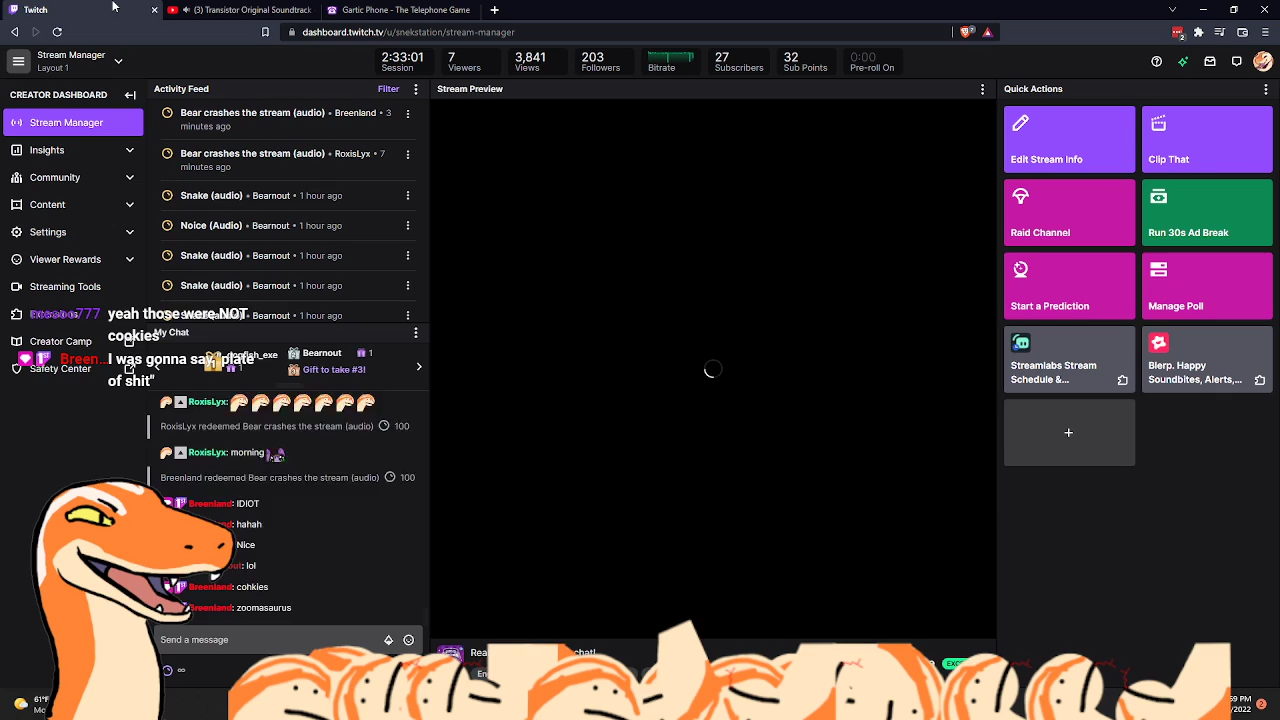 Twitch
(3) Transistor Original Soundtrack
Gartic Phone - The Telephone Game
dashboard.twitch.tv/u/snekstation/stream-manager
Stream Manager
Layout 1
2:33:01
Session
7
Viewers
3,841
Views
203
Followers
Bitrate
27
Subscribers
32
Sub Points
0:00
Pre-roll On
CREATOR DASHBOARD
Stream Manager
Insights
Community
Content
Settings
Viewer Rewards
Streaming Tools
Creator Camp
Safety Center
yeah those were NOT
cookies
Breen...
I was gonna say "piles
of shit"
Activity Feed
Filter
Bear crashes the stream (audio) • Breenland • 3
minutes ago
Bear crashes the stream (audio) • RoxisLyx • 7
minutes ago
Snake (audio) • Bearnout • 1 hour ago
Noice (Audio) • Bearnout • 1 hour ago
Snake (audio) • Bearnout • 1 hour ago
Snake (audio) • Bearnout • 1 hour ago
(audio) • Bearnout • 1 hour ago
My Chat
1
Bearnout
1
Gift to take #3!
RoxisLyx:
RoxisLyx redeemed Bear crashes the stream (audio) 100
RoxisLyx: morning
Breenland redeemed Bear crashes the stream (audio) 100
Breenland: IDIOT
hahah
Nice
lol
Breenland: cohkies
Breenland: zoomasaurus
Send a message
Stream Preview
chat!
Quick Actions
Edit Stream Info
Clip That
Raid Channel
Run 30s Ad Break
Start a Prediction
Manage Poll
Streamlabs Stream
Schedule &...
Blerp. Happy
Soundbites, Alerts,...
61°F
2